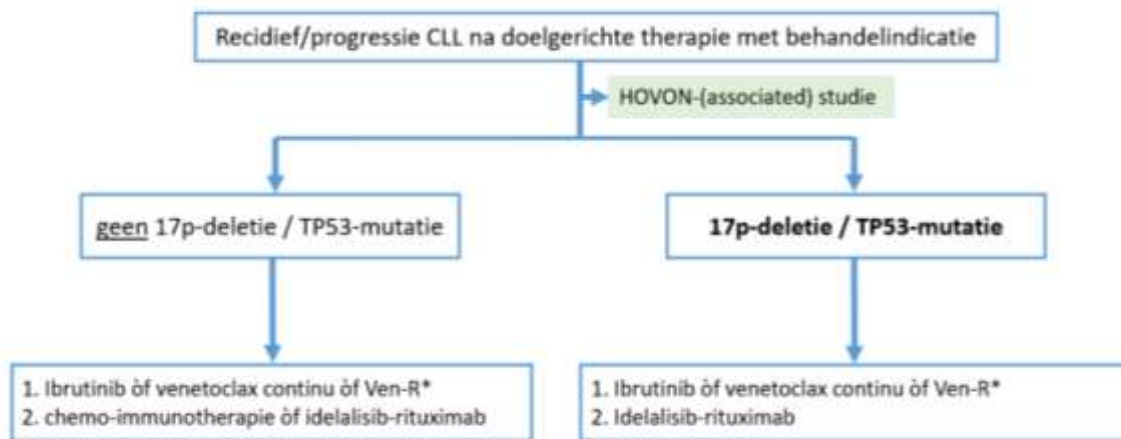 Recidief/progressie CLL na doelgerichte therapie met behandelindicatie
HOVON-(associated) studie
geen 17p-deletie / TP53-mutatie
17p-deletie / TP53-mutatie
1. Ibrutinib òf venetoclax continu òf Ven-R*
2. chemo-immunotherapie òf idelalisib-rituximab
1. Ibrutinib òf venetoclax continu òf Ven-R*
2. Idelalisib-rituximab